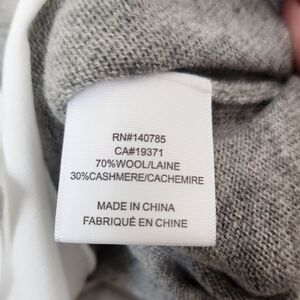 RN#140785
CA#19371
70%WOOL/LAINE
30%CASHMERE/CACHEMIRE
MADE IN CHINA
FABRIQUÉ EN CHINE